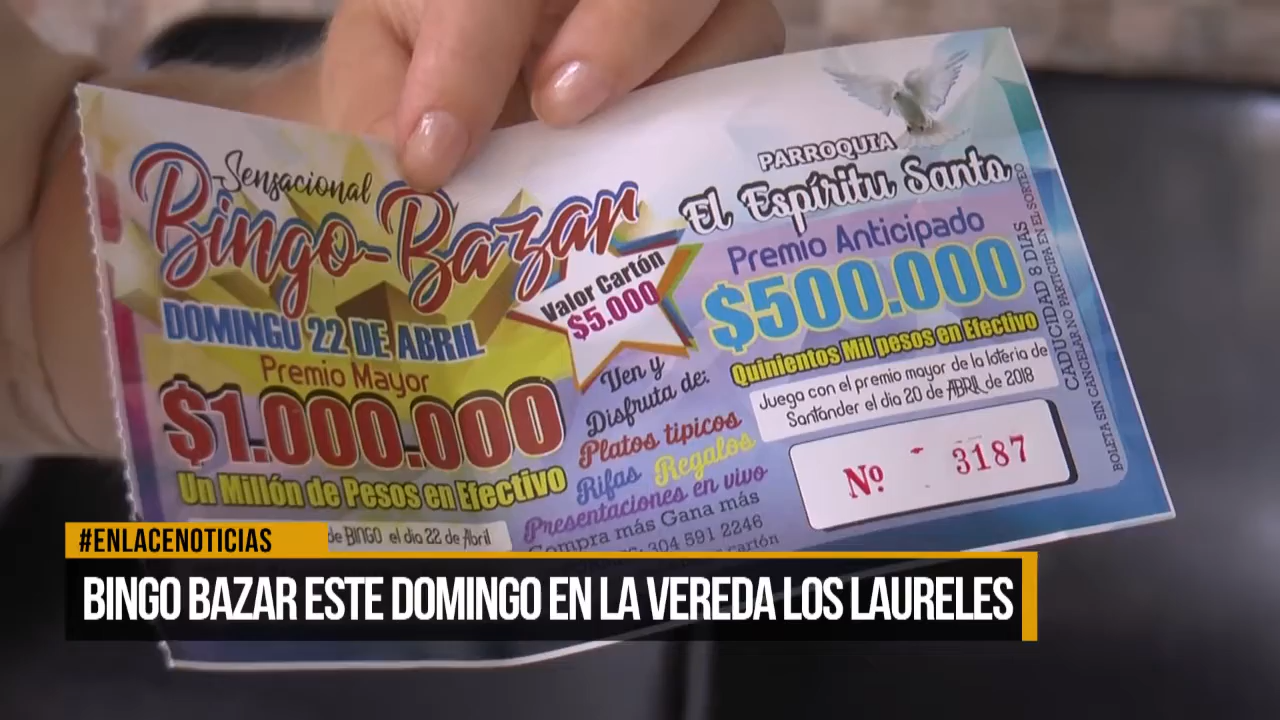 Sensacional
Bingo-Bazar
DOMINGO 22 DE ABRIL
Premio Mayor
$1.000.000
Un Millón de Pesos en Efectivo
de BINGO el dia 22 de Abril
Valor Cartón
$5.000
Ven y
Disfruta de:
Platos tipicos
Rifas Regalos
Presentaciones en vivo
Compra más Gana más
304 591 2246
cartón
PARROQUIA
El Espíritu Santo
Premio Anticipado
$500.000
Quinientos Mil pesos en Efectivo
Juega con el premio mayor de la lotería de
Santander el dia 20 de ABRIL de 2018
Nº 3187
CADUCIDAD 8 DIAS
BOLETA SIN CANCELAR NO PARTICIPA EN EL SORTEO
#ENLACENOTICIAS
BINGO BAZAR ESTE DOMINGO EN LA VEREDA LOS LAURELES